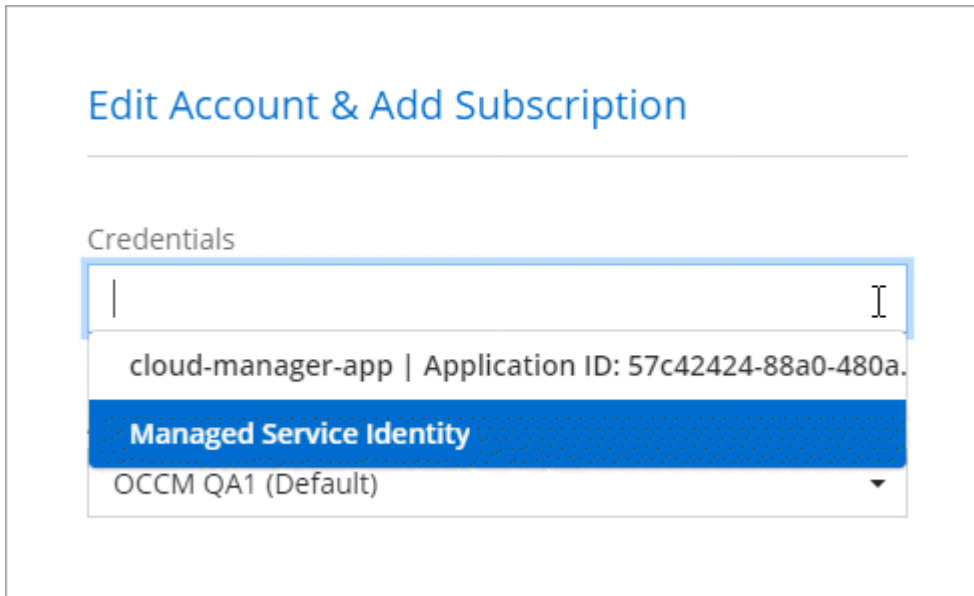 Edit Account & Add Subscription
Credentials
cloud-manager-app | Application ID: 57c42424-88a0-480a.
Managed Service Identity
OCCM QA1 (Default)